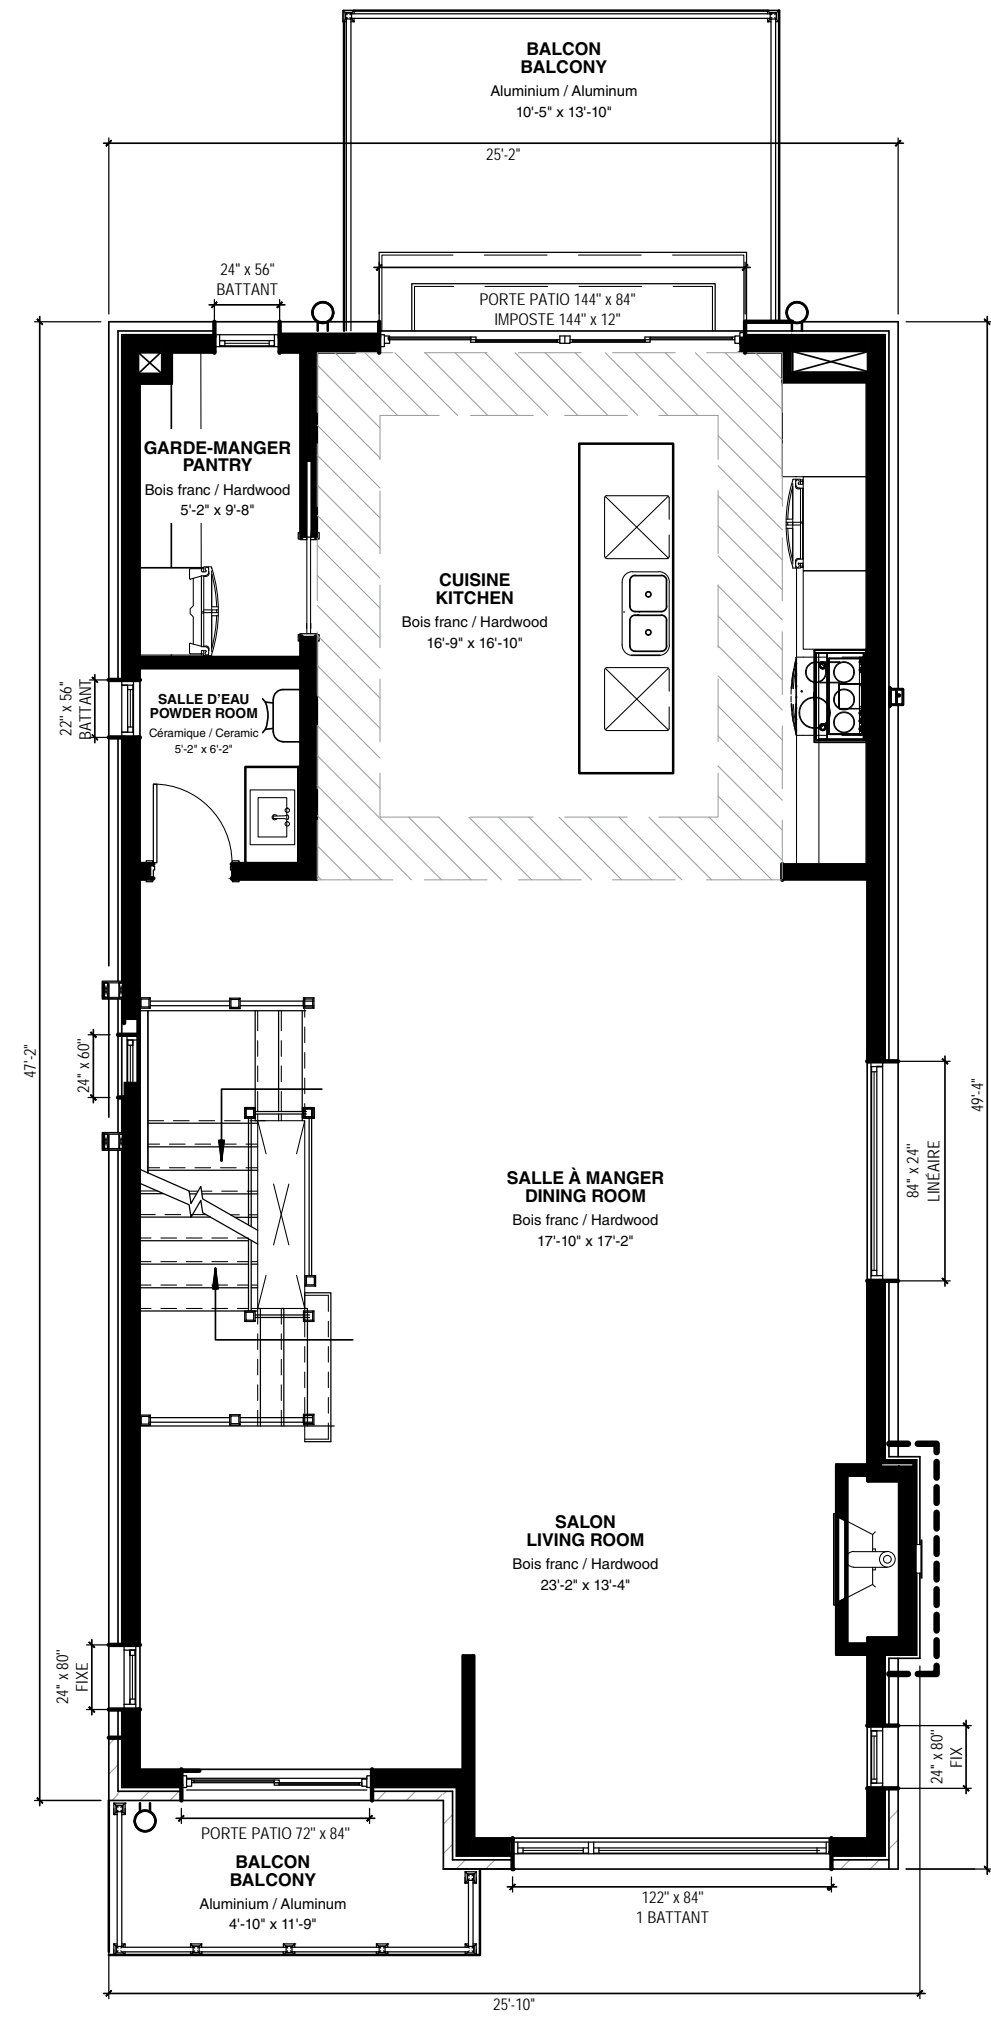 BALCON
BALCONY
Aluminium / Aluminum
10'-5" x 13'-10"
25'-2"
24" x 56"
BATTANT
PORTE PATIO 144" x 84"
IMPOSTE 144" x 12"
GARDE-MANGER
PANTRY
Bois franc / Hardwood
5'-2" x 9'-8"
CUISINE
KITCHEN
Bois franc / Hardwood
16'-9" x 16'-10"
22" x 56"
BATTANT
SALLE D'EAU
POWDER ROOM
Céramique / Ceramic
5'-2" x 6'-2"
47'-2"
24" x 60"
49'-4"
84" x 24"
LINÉAIRE
SALLE À MANGER
DINING ROOM
Bois franc / Hardwood
17'-10" x 17'-2"
SALON
LIVING ROOM
Bois franc / Hardwood
23'-2" x 13'-4"
24" x 80"
FIXE
24" x 80"
FIX
PORTE PATIO 72" x 84"
BALCON
BALCONY
Aluminium / Aluminum
4'-10" x 11'-9"
122" x 84"
1 BATTANT
25'-10"